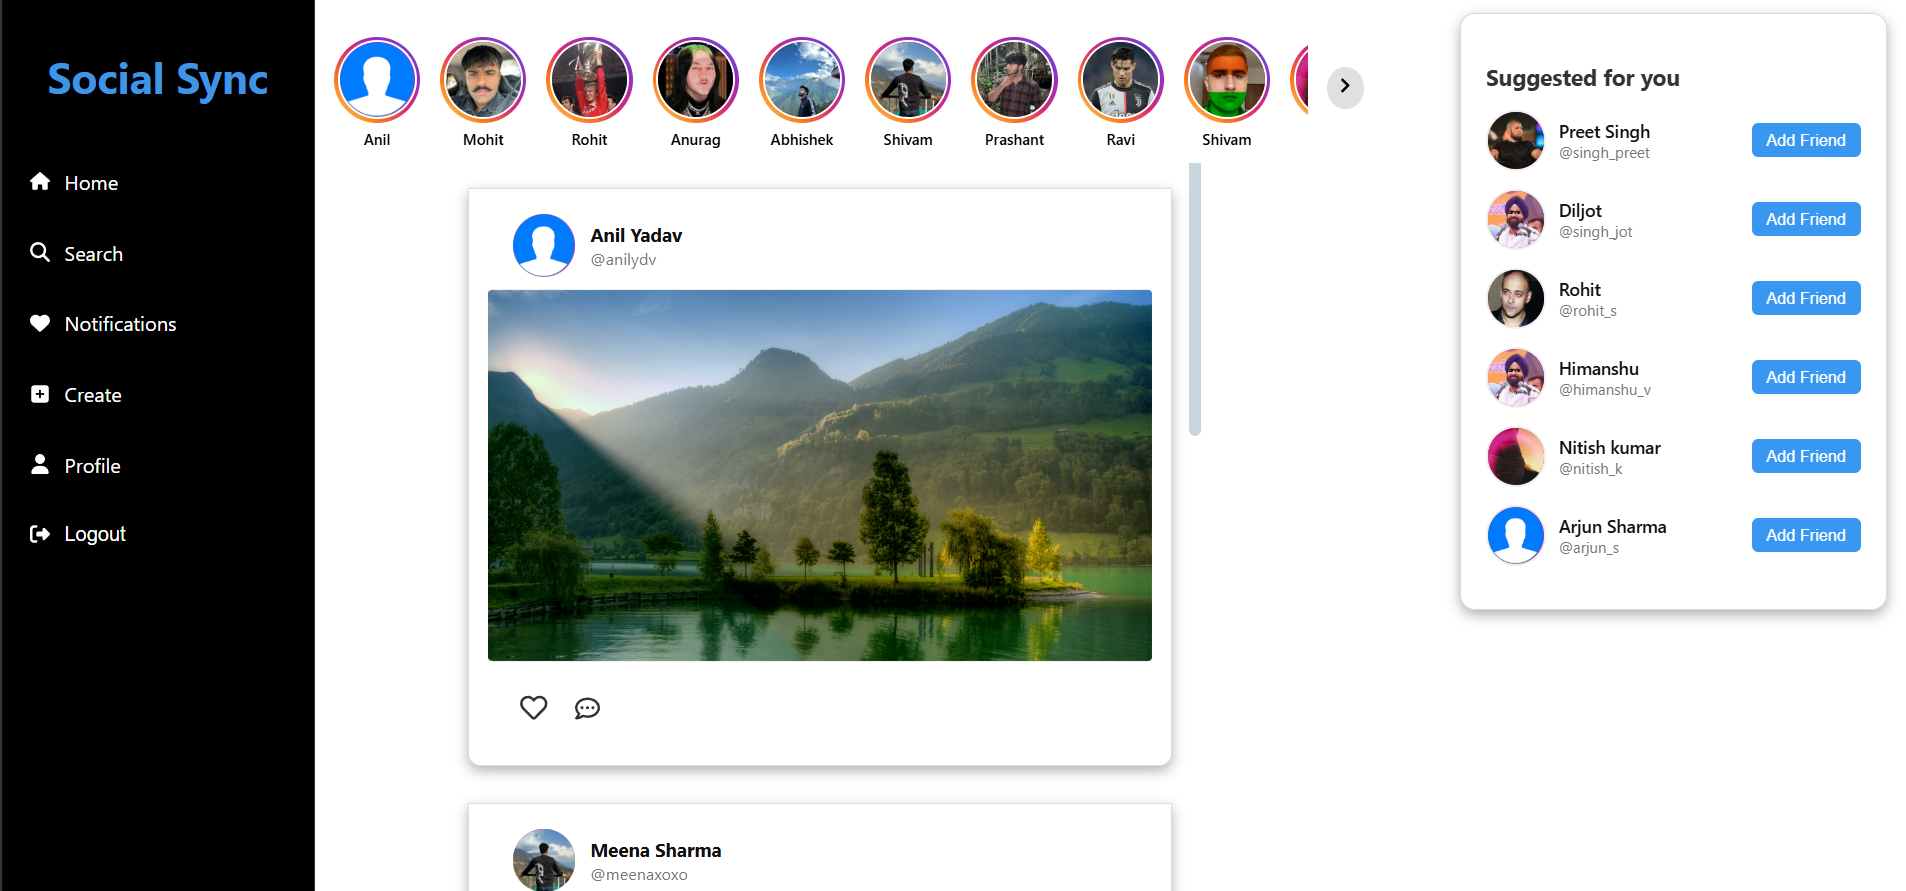 Social Sync
Home
Search
Notifications
Create
Profile
Logout
Anil
Mohit
Rohit
Anurag
Abhishek
Shivam
Prashant
Ravi
Shivam
Anil Yadav
@anilydv
Meena Sharma
@meenaxoxo
Suggested for you
Preet Singh
@singh_preet
Add Friend
Diljot
@singh_jot
Add Friend
Rohit
@rohit_s
Add Friend
Himanshu
@himanshu_v
Add Friend
Nitish kumar
@nitish_k
Add Friend
Arjun Sharma
@arjun_s
Add Friend